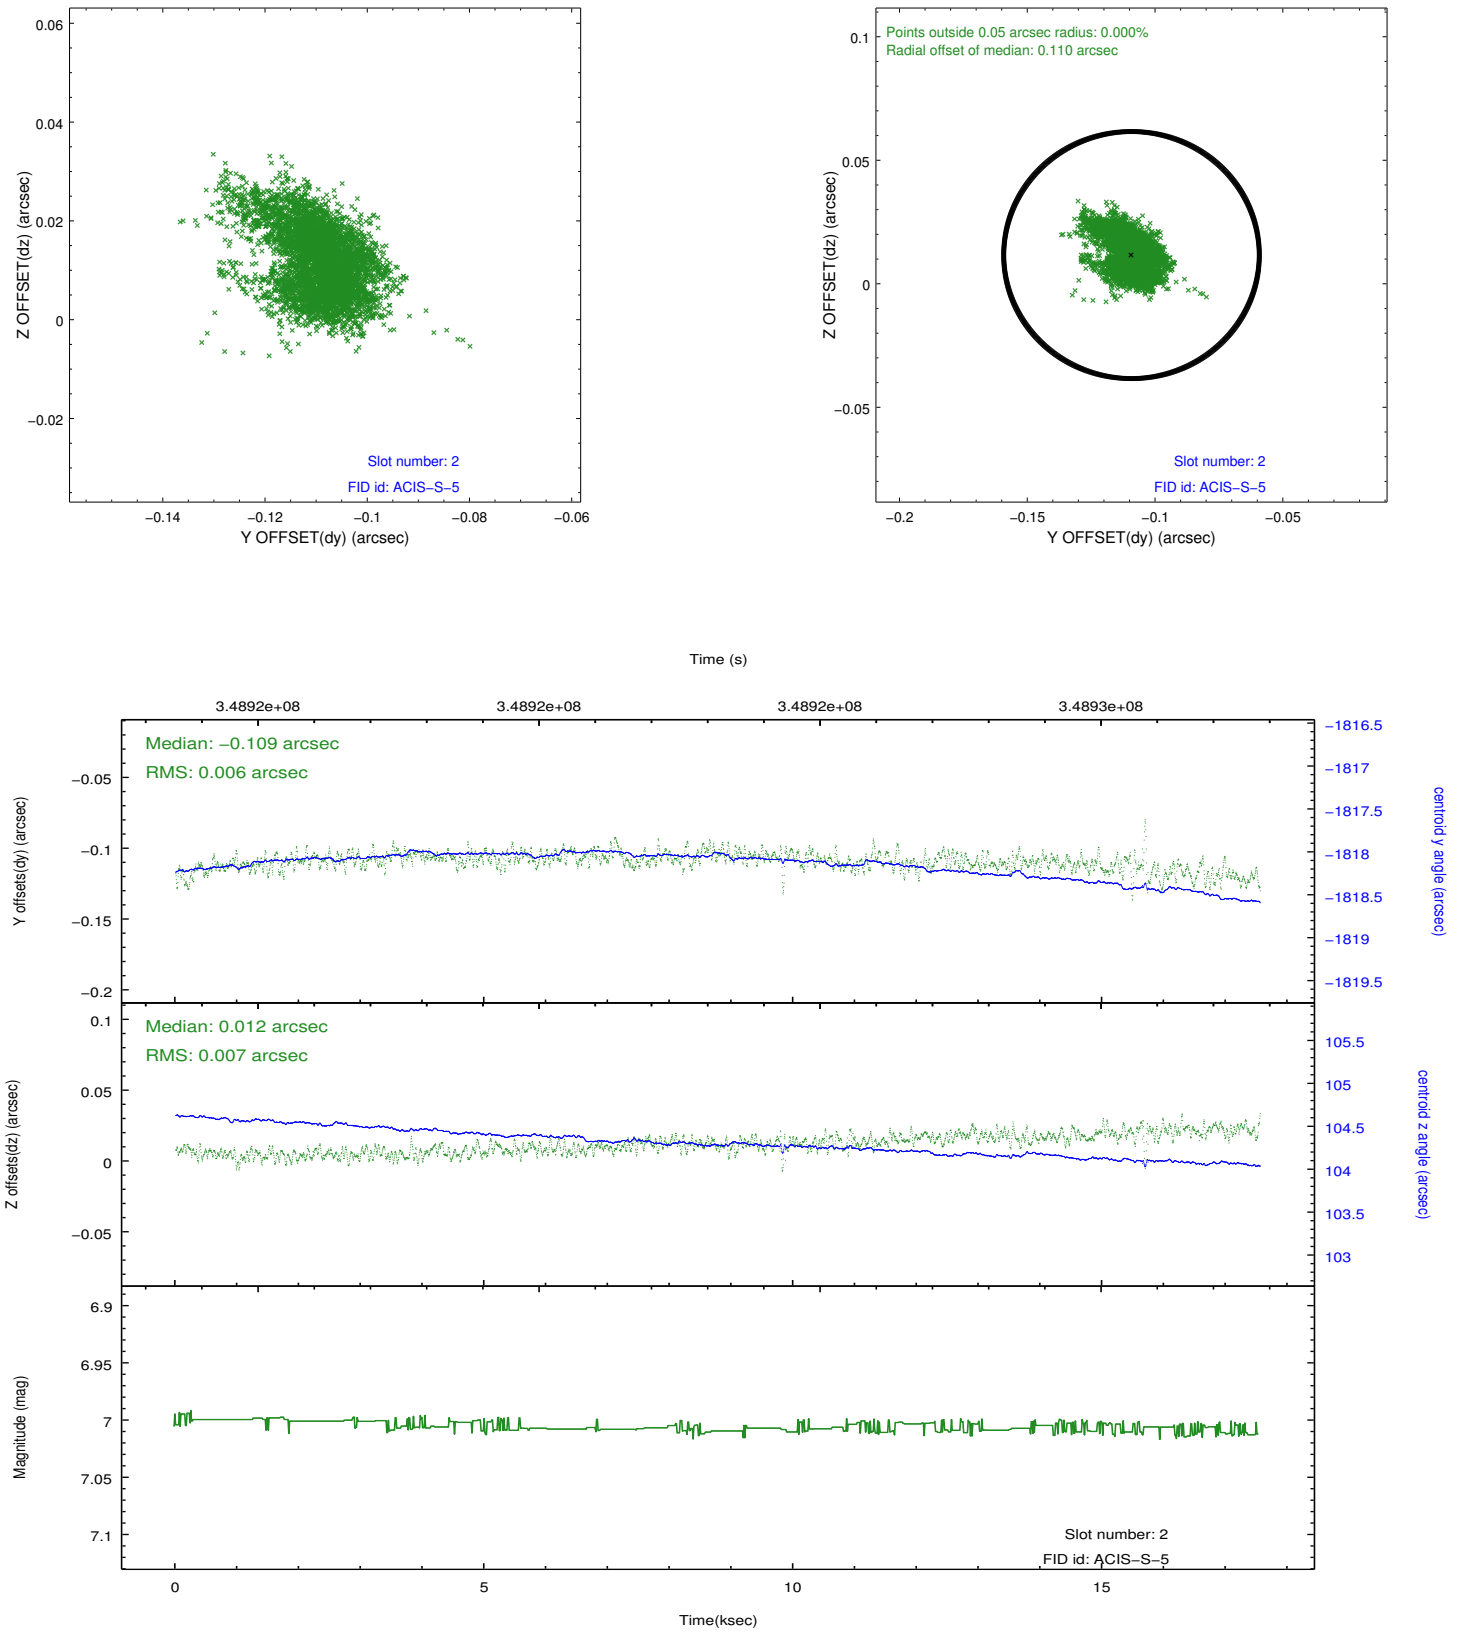 0.06
0.04
0.02
0
−0.02
Z OFFSET(dz) (arcsec)
Slot number: 2
FID id: ACIS−S−5
−0.14 −0.12 −0.1 −0.08 −0.06
Y OFFSET(dy) (arcsec)
Points outside 0.05 arcsec radius: 0.000%
Radial offset of median: 0.110 arcsec
0.1
0.05
0
−0.05
Z OFFSET(dz) (arcsec)
Slot number: 2
FID id: ACIS−S−5
−0.2 −0.15 −0.1 −0.05
Y OFFSET(dy) (arcsec)
Time (s)
3.4892e+08 3.4892e+08 3.4892e+08 3.4893e+08
Median: −0.109 arcsec
RMS: 0.006 arcsec
−0.05
−0.1
−0.15
−0.2
Y offsets(dy) (arcsec)
−1816.5
−1817
−1817.5
−1818
−1818.5
−1819
−1819.5
centroid y angle (arcsec)
Median: 0.012 arcsec
RMS: 0.007 arcsec
0.1
0.05
0
−0.05
Z offsets(dz) (arcsec)
105.5
105
104.5
104
103.5
103
centroid z angle (arcsec)
6.9
6.95
7
7.05
7.1
Magnitude (mag)
Slot number: 2
FID id: ACIS−S−5
0 5 10 15
Time(ksec)